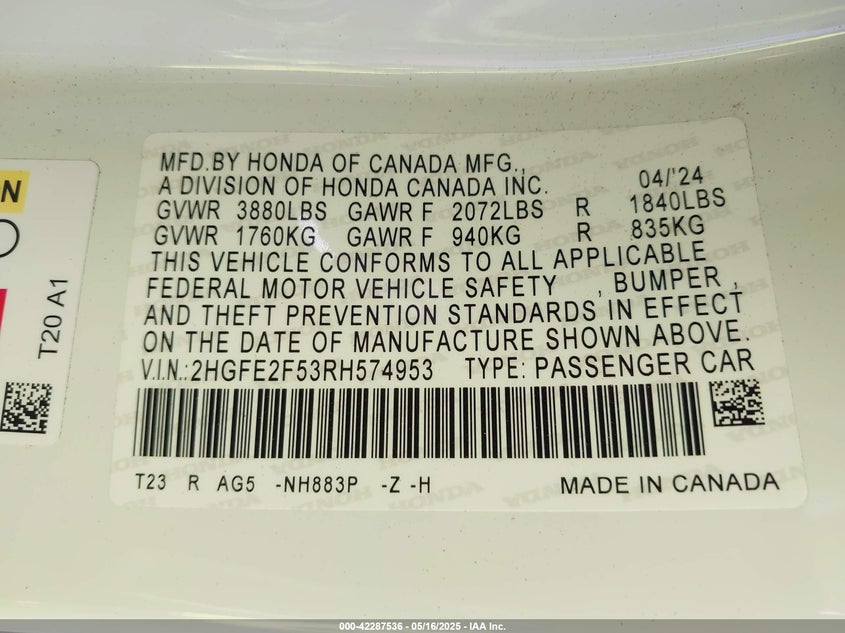 N
T20 A1
MFD.BY HONDA OF CANADA MFG.,
A DIVISION OF HONDA CANADA INC. 04/'24
GVWR 3880LBS GAWR F 2072LBS R 1840LBS
GVWR 1760KG GAWR F 940KG R 835KG
THIS VEHICLE CONFORMS TO ALL APPLICABLE
FEDERAL MOTOR VEHICLE SAFETY , BUMPER ,
AND THEFT PREVENTION STANDARDS IN EFFECT
ON THE DATE OF MANUFACTURE SHOWN ABOVE.
V.I.N.:2HGFE2F53RH574953 TYPE: PASSENGER CAR
T23 R AG5 -NH883P -Z -H MADE IN CANADA
000-42287536 - 05/16/2025 - IAA Inc.